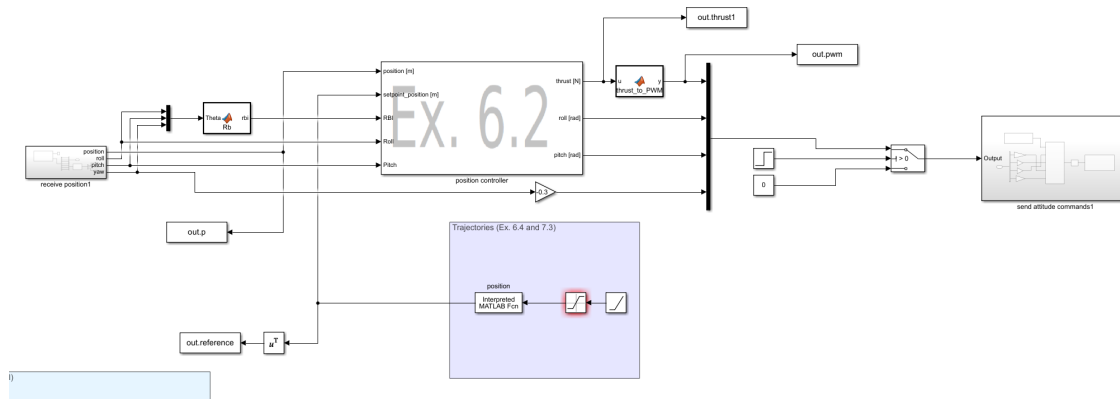 out.thrust1
out.pwm
position [m]
setpoint_position [m]
RBI
Roll
Pitch
Ex. 6.2
thrust [N]
roll [rad]
pitch [rad]
position controller
u
y
thrust_to_PWM
Theta
rbi
Rb
position
roll
pitch
yaw
receive position1
-0.3
> 0
0
Output
send attitude commands1
out.p
Trajectories (Ex. 6.4 and 7.3)
position
Interpreted
MATLAB Fcn
out.reference
uT
)